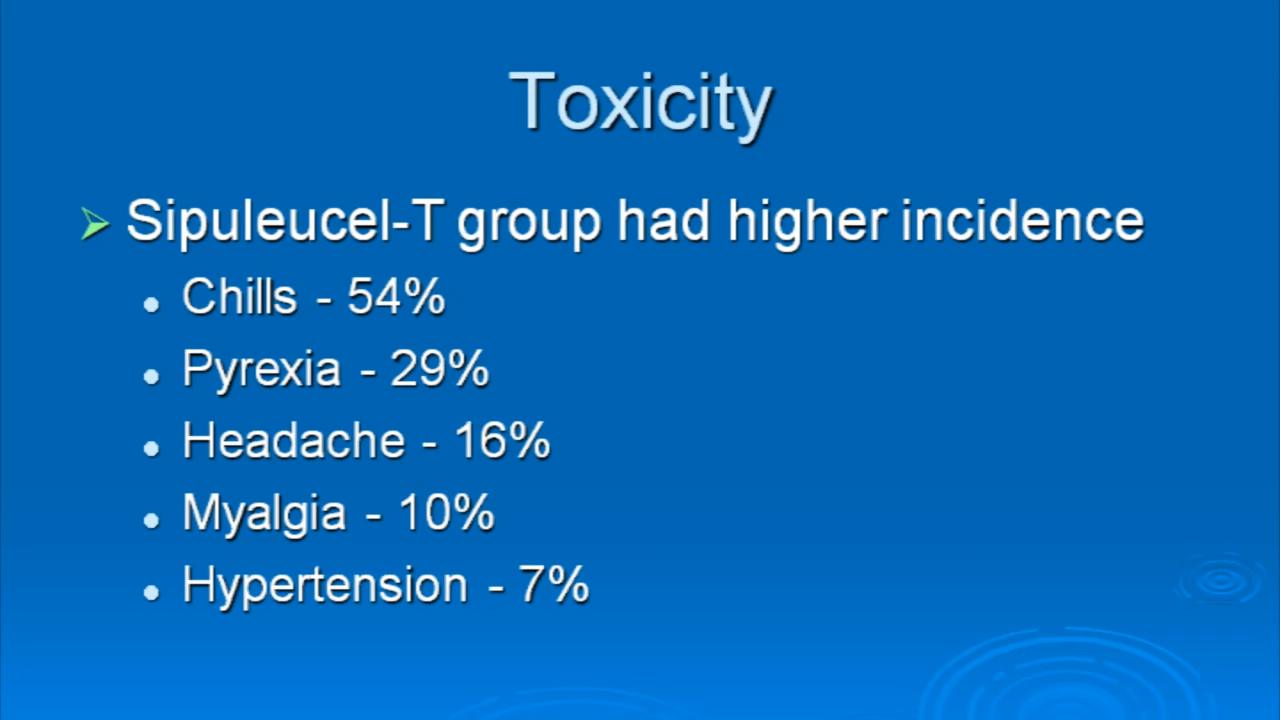 Toxicity
Sipuleucel-T group had higher incidence
Chills - 54%
Pyrexia - 29%
Headache - 16%
Myalgia - 10%
Hypertension - 7%